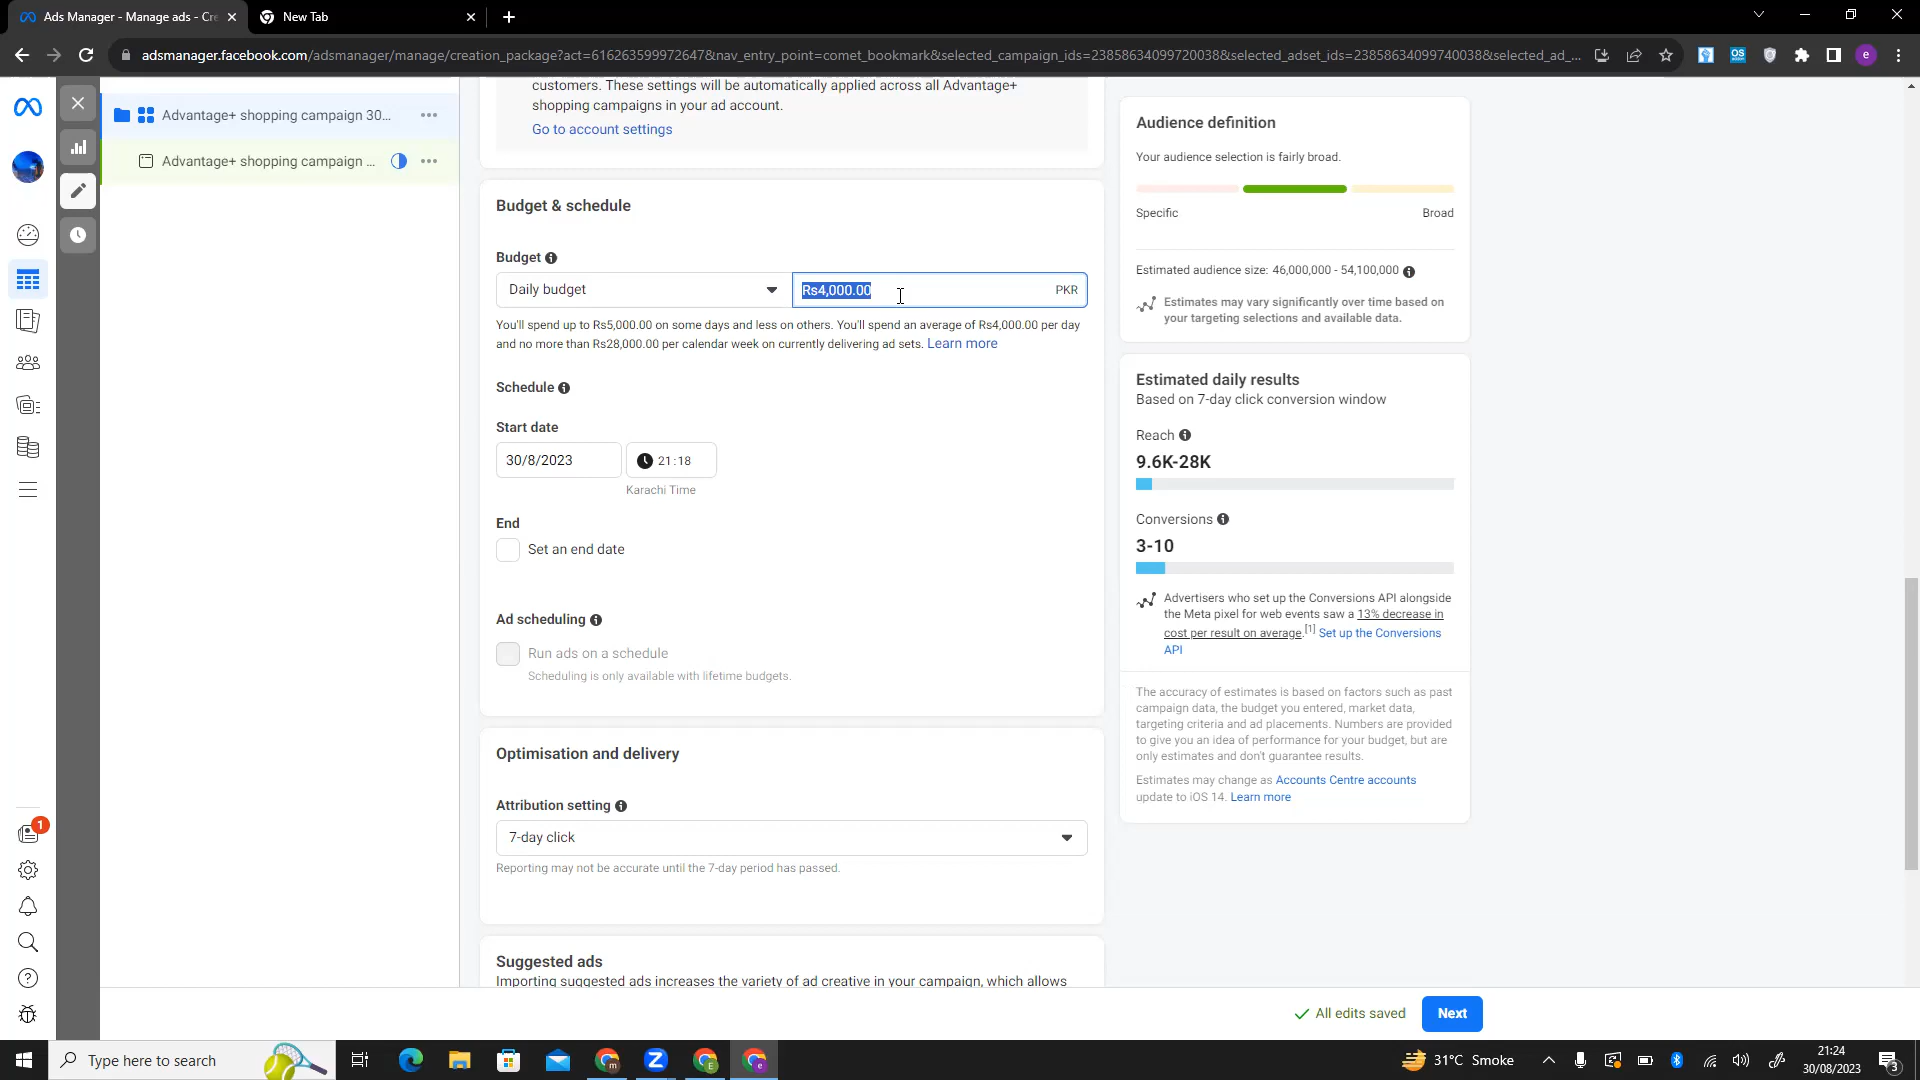 Ads Manager - Manage ads - Cre
New Tab
adsmanager.facebook.com/adsmanager/manage/creation_package?act=616263599972647&nav_entry_point=comet_bookmark&selected_campaign_ids=23858634099720038&selected_adset_ids=23858634099740038&selected_ad_...
e
Advantage+ shopping campaign 30...
Advantage+ shopping campaign ...
customers. These settings will be automatically applied across all Advantage+
shopping campaigns in your ad account.
Go to account settings
Budget & schedule
Budget
Daily budget
Rs4,000.00
PKR
You'll spend up to Rs5,000.00 on some days and less on others. You'll spend an average of Rs4,000.00 per day
and no more than Rs28,000.00 per calendar week on currently delivering ad sets. Learn more
Schedule
Start date
30/8/2023
21:18
Karachi Time
End
Set an end date
Ad scheduling
Run ads on a schedule
Scheduling is only available with lifetime budgets.
Optimisation and delivery
Attribution setting
7-day click
Reporting may not be accurate until the 7-day period has passed.
Suggested ads
Importing suggested ads increases the variety of ad creative in your campaign, which allows
Audience definition
Your audience selection is fairly broad.
Specific
Broad
Estimated audience size: 46,000,000 - 54,100,000
Estimates may vary significantly over time based on
your targeting selections and available data.
Estimated daily results
Based on 7-day click conversion window
Reach
9.6K-28K
Conversions
3-10
Advertisers who set up the Conversions API alongside
the Meta pixel for web events saw a 13% decrease in
cost per result on average.[1] Set up the Conversions
API
The accuracy of estimates is based on factors such as past
campaign data, the budget you entered, market data,
targeting criteria and ad placements. Numbers are provided
to give you an idea of performance for your budget, but are
only estimates and don't guarantee results.
Estimates may change as Accounts Centre accounts
update to iOS 14. Learn more
1
All edits saved
Next
Type here to search
31°C Smoke
21:24
30/08/2023
3